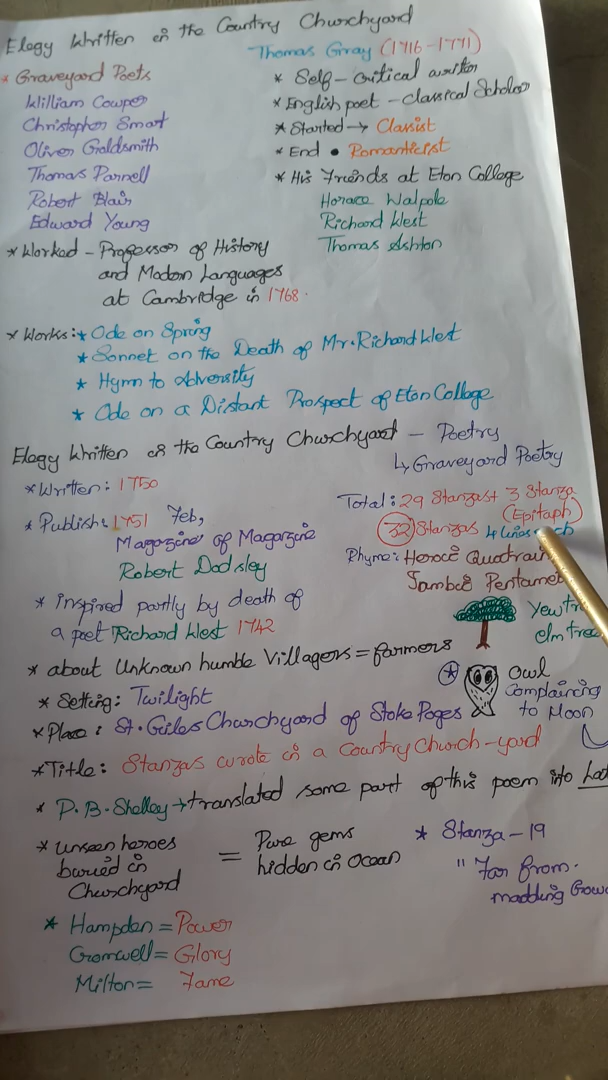 Elegy Written in the Country Churchyard
Thomas Gray (1716-1771)
* Graveyard Poets
William Cowper
Christopher Smart
Oliver Goldsmith
Thomas Parnell
Robert Blair
Edward Young
* Self-critical writer
* English poet - classical Scholar
* Started → Classist
* End • Romanticist
* His Friends at Eton College
Horace Walpole
Richard West
Thomas Ashton
* Worked - Professor of History
and Modern Languages
at Cambridge in 1768.
* Works: * Ode on Spring
* Sonnet on the Death of Mr. Richard West
* Hymn to Adversity
* Ode on a Distant Prospect of Eton College
Elegy Written in the Country Churchyard - Poetry
↳ Graveyard Poetry
* Written: 1750
* Publish: 1751 Feb,
Magazine of Magazine
Robert Dodsley
Total: 29 Stanzas + 3 Stanza
(Epitaph)
32 Stanzas 4 lines
Rhyme: Heroic Quatrain
Iambic
* inspired partly by death of
a poet Richard West 1742
* about Unknown humble Villagers = farmers
* Setting: Twilight
* Place: St. Giles Churchyard of Stoke Poges
elm tree
* Owl
Complaining
to Moon
* Title: Stanzas wrote in a Country Church-yard
* P.B. Shelley → translated some part of this poem into
* unseen heroes
buried in
Churchyard
= Pure gems
hidden in Ocean
* Stanza - 19
" Far from
madding
* Hampden = Power
Cromwell = Glory
Milton = Fame